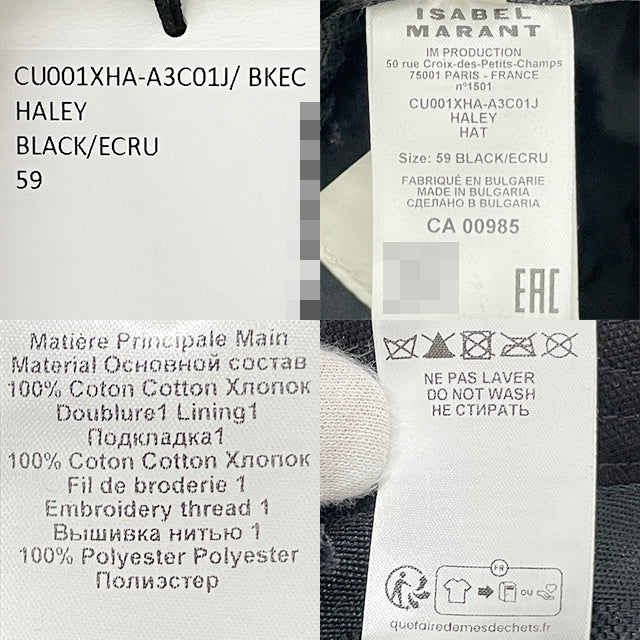 CU001XHA-A3C01J/ BKEC
HALEY
BLACK/ECRU
59
ISABEL
MARANT
IM PRODUCTION
50 rue Croix-des-Petits-Champs
75001 PARIS - FRANCE
n°1501
CU001XHA-A3C01J
HALEY
HAT
Size: 59 BLACK/ECRU
FABRIQUÉ EN BULGARIE
MADE IN BULGARIA
СДЕЛАНО В BULGARIA
CA 00985
EAC
Matière Principale Main
Material Основной состав
100% Coton Cotton Хлопок
Doublure1 Lining1
Подкладка1
100% Coton Cotton Хлопок
Fil de broderie 1
Embroidery thread 1
Вышивка нитью 1
100% Polyester Polyester
Полиэстер
NE PAS LAVER
DO NOT WASH
НЕ СТИРАТЬ
FR
OU
quefairedemesdechets.fr